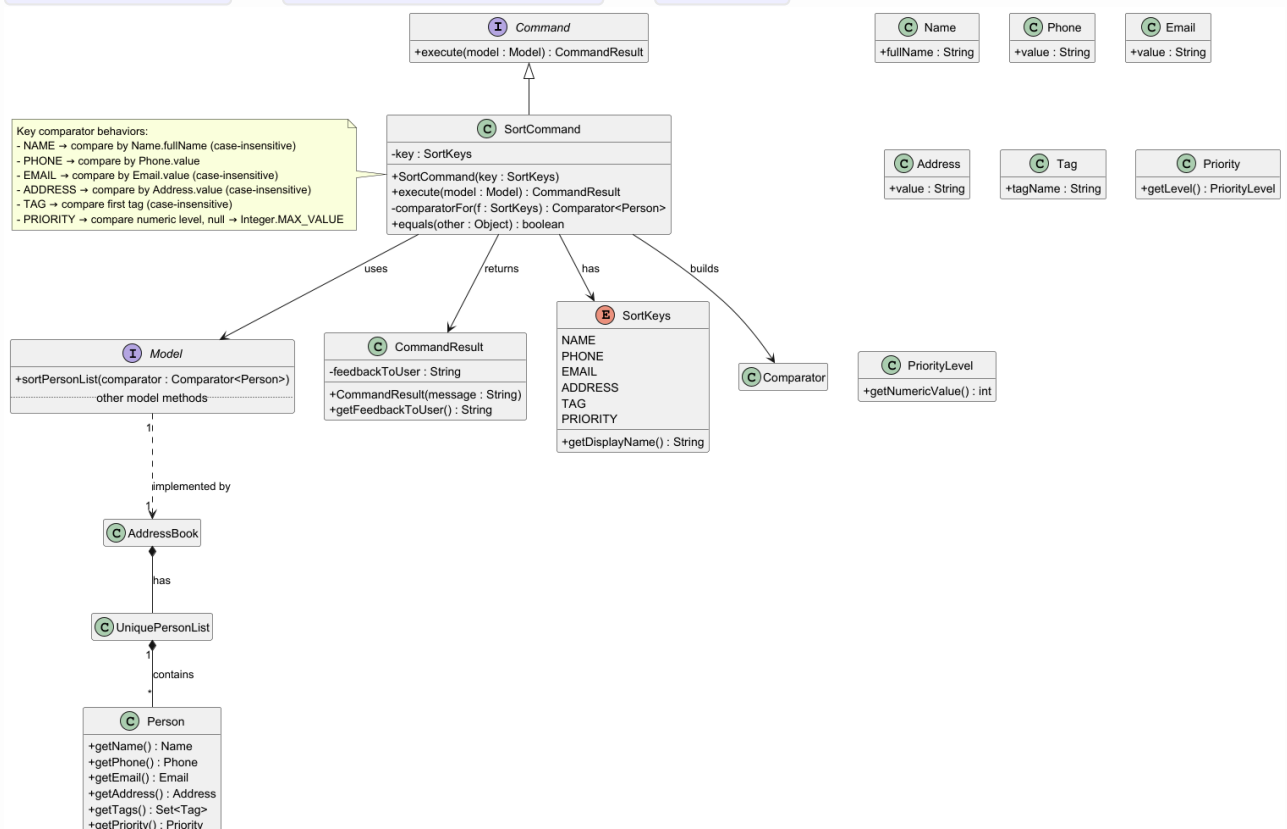 I Command
+execute(model : Model) : CommandResult
C Name
+fullName : String
C Phone
+value : String
C Email
+value : String
Key comparator behaviors:
- NAME → compare by Name.fullName (case-insensitive)
- PHONE → compare by Phone.value
- EMAIL → compare by Email.value (case-insensitive)
- ADDRESS → compare by Address.value (case-insensitive)
- TAG → compare first tag (case-insensitive)
- PRIORITY → compare numeric level, null → Integer.MAX_VALUE
C SortCommand
-key : SortKeys
+SortCommand(key : SortKeys)
+execute(model : Model) : CommandResult
-comparatorFor(f : SortKeys) : Comparator<Person>
+equals(other : Object) : boolean
C Address
+value : String
C Tag
+tagName : String
C Priority
+getLevel() : PriorityLevel
uses
returns
has
builds
I Model
+sortPersonList(comparator : Comparator<Person>)
other model methods
C CommandResult
-feedbackToUser : String
+CommandResult(message : String)
+getFeedbackToUser() : String
E SortKeys
NAME
PHONE
EMAIL
ADDRESS
TAG
PRIORITY
+getDisplayName() : String
C Comparator
C PriorityLevel
+getNumericValue() : int
1
implemented by
1
C AddressBook
has
C UniquePersonList
1
contains
*
C Person
+getName() : Name
+getPhone() : Phone
+getEmail() : Email
+getAddress() : Address
+getTags() : Set<Tag>
+getPriority() : Priority